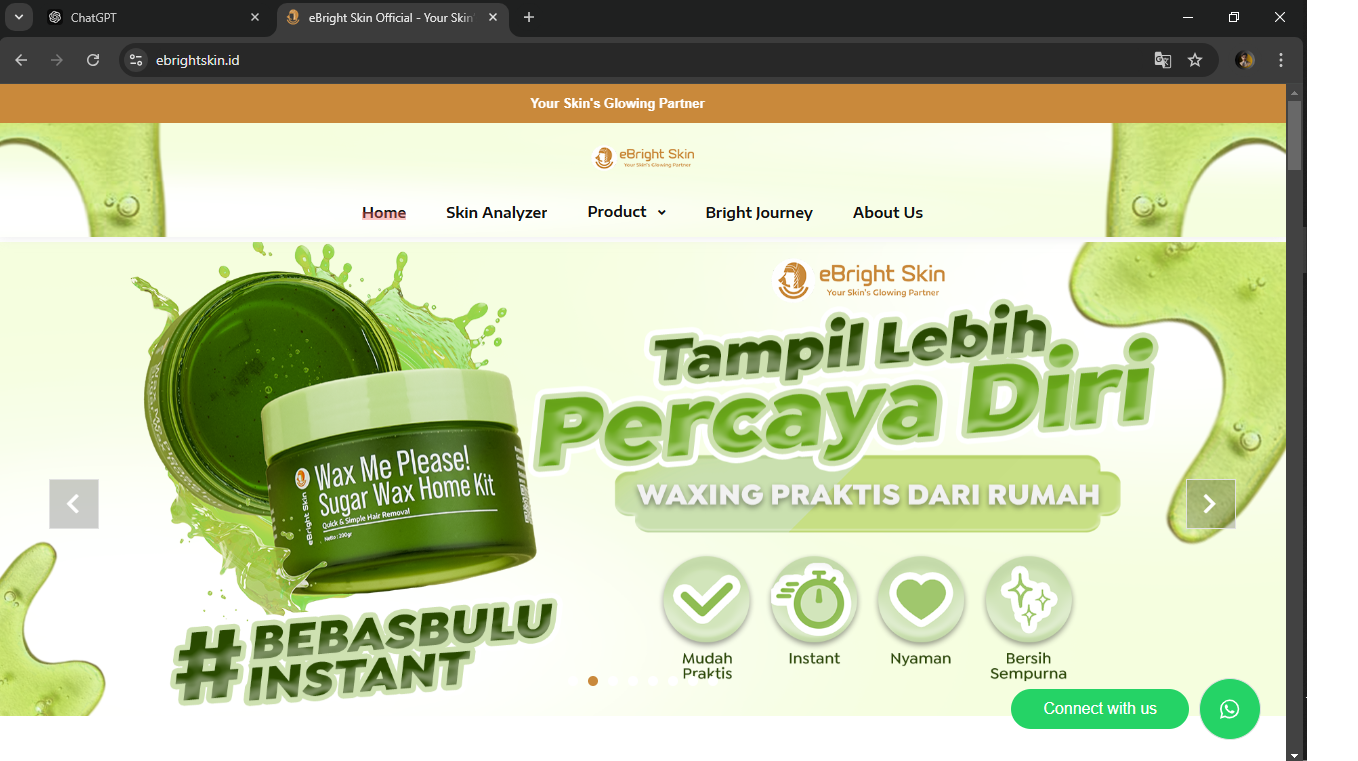 ChatGPT
eBright Skin Official - Your Skin'
ebrightskin.id
Your Skin's Glowing Partner
eBright Skin
Your Skin's Glowing Partner
Home
Skin Analyzer
Product
Bright Journey
About Us
eBright Skin
Your Skin's Glowing Partner
Tampil Lebih
Percaya Diri
WAXING PRAKTIS DARI RUMAH
eBright Skin
Wax Me Please!
Sugar Wax Home Kit
Quick & Simple Hair Removal
Netto : 200gr
#BEBASBULU
INSTANT
Mudah
Praktis
Instant
Nyaman
Bersih
Sempurna
Connect with us